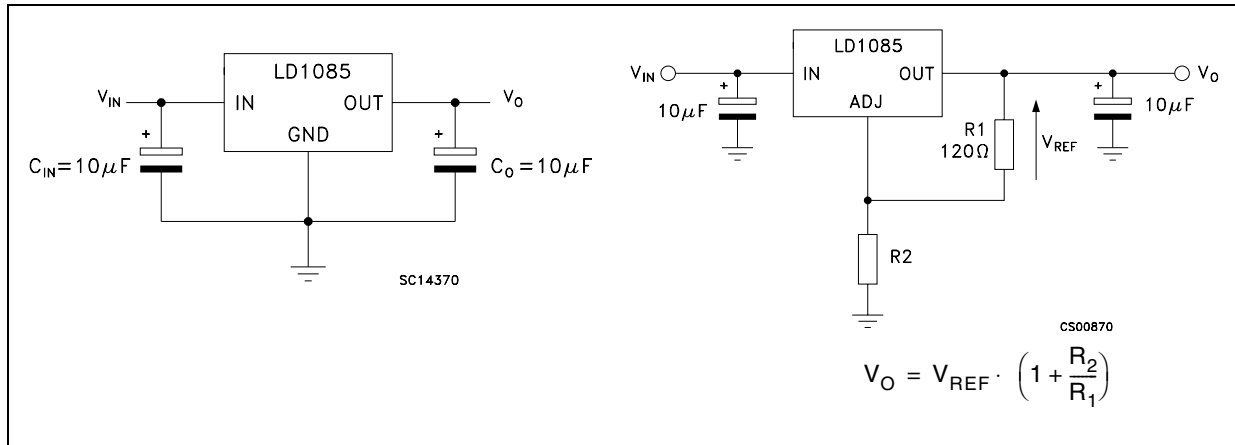 LD1085
V_IN
IN
OUT
V_O
GND
+
+
C_IN=10μF
C_O=10μF
SC14370
LD1085
V_IN
IN
OUT
V_O
ADJ
+
+
10μF
10μF
R1
120Ω
V_REF
R2
CS00870
V_O = V_REF · (1 + R_2/R_1)